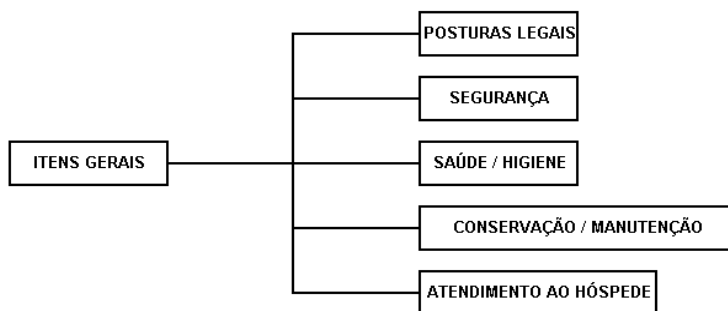 POSTURAS LEGAIS
SEGURANÇA
ITENS GERAIS
SAÚDE / HIGIENE
CONSERVAÇÃO / MANUTENÇÃO
ATENDIMENTO AO HÓSPEDE